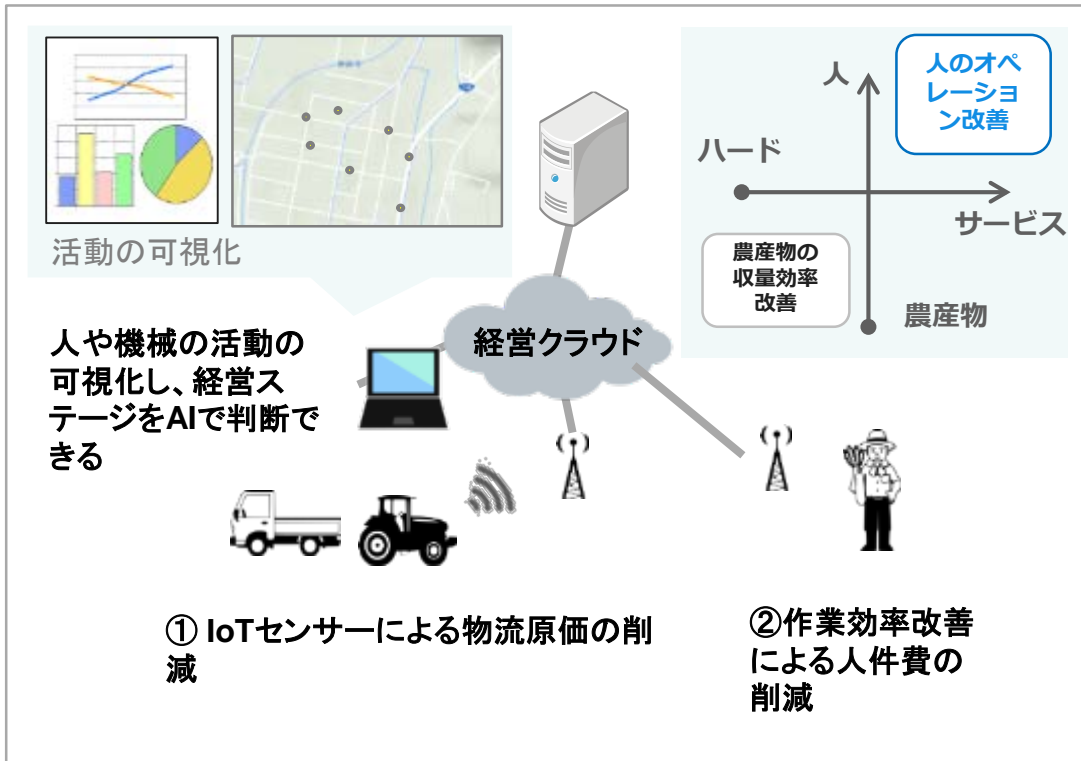 活動の可視化
人
人のオペ
レーショ
ン改善
ハード
サービス
農産物の
収量効率
改善
農産物
経営クラウド
人や機械の活動の
可視化し、経営ス
テージをAIで判断で
きる
① IoTセンサーによる物流原価の削
減
②作業効率改善
による人件費の
削減